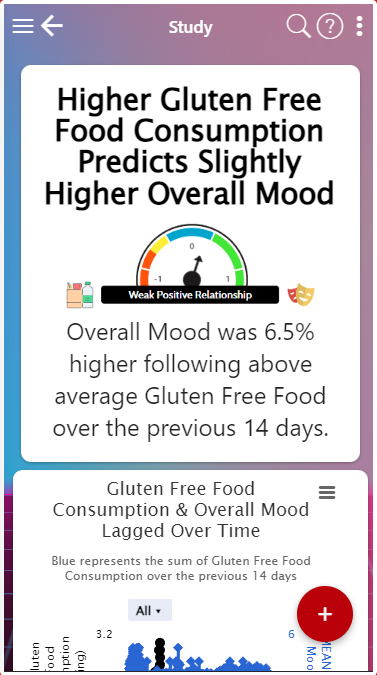 Study
Higher Gluten Free
Food Consumption
Predicts Slightly
Higher Overall Mood
0
-1
1
Weak Positive Relationship
Overall Mood was 6.5%
higher following above
average Gluten Free Food
over the previous 14 days.
Gluten Free Food
Consumption & Overall Mood
Lagged Over Time
Blue represents the sum of Gluten Free Food
Consumption over the previous 14 days
All
+
3.2
6